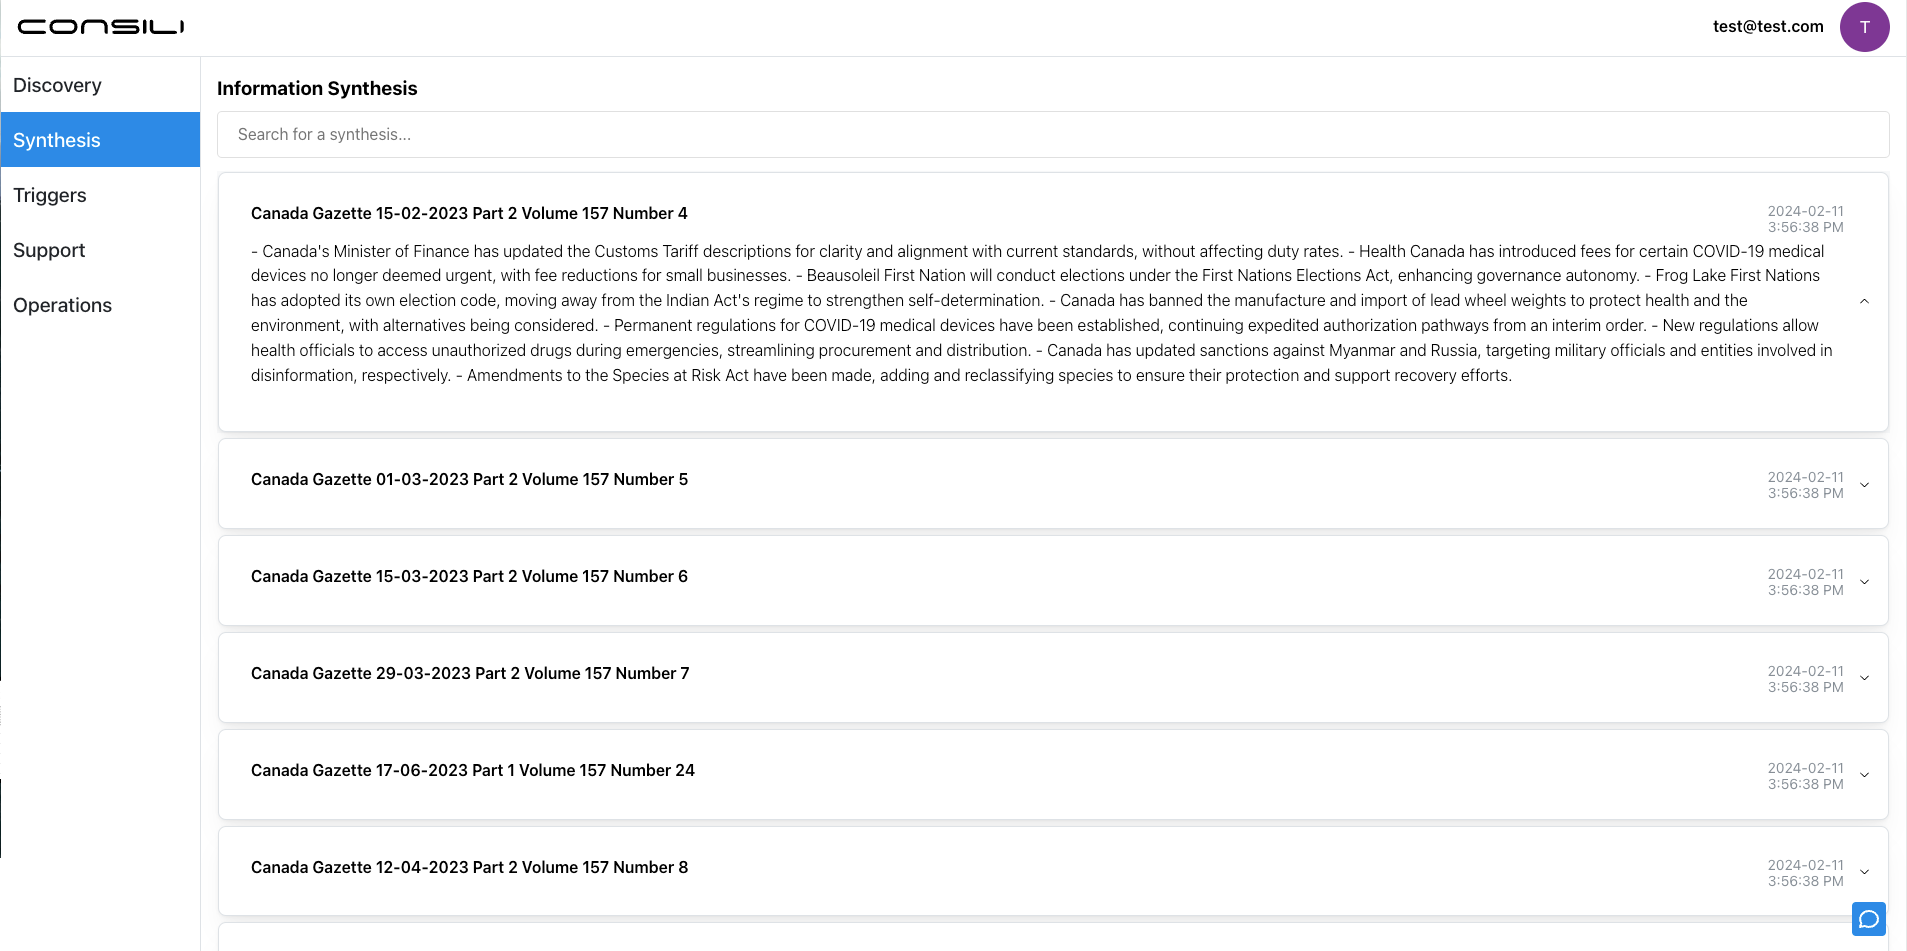 CONSILI
test@test.com
T
Discovery
Synthesis
Triggers
Support
Operations
Information Synthesis
Search for a synthesis...
Canada Gazette 15-02-2023 Part 2 Volume 157 Number 4
2024-02-11
3:56:38 PM
- Canada's Minister of Finance has updated the Customs Tariff descriptions for clarity and alignment with current standards, without affecting duty rates. - Health Canada has introduced fees for certain COVID-19 medical
devices no longer deemed urgent, with fee reductions for small businesses. - Beausoleil First Nation will conduct elections under the First Nations Elections Act, enhancing governance autonomy. - Frog Lake First Nations
has adopted its own election code, moving away from the Indian Act's regime to strengthen self-determination. - Canada has banned the manufacture and import of lead wheel weights to protect health and the
environment, with alternatives being considered. - Permanent regulations for COVID-19 medical devices have been established, continuing expedited authorization pathways from an interim order. - New regulations allow
health officials to access unauthorized drugs during emergencies, streamlining procurement and distribution. - Canada has updated sanctions against Myanmar and Russia, targeting military officials and entities involved in
disinformation, respectively. - Amendments to the Species at Risk Act have been made, adding and reclassifying species to ensure their protection and support recovery efforts.
Canada Gazette 01-03-2023 Part 2 Volume 157 Number 5
2024-02-11
3:56:38 PM
Canada Gazette 15-03-2023 Part 2 Volume 157 Number 6
2024-02-11
3:56:38 PM
Canada Gazette 29-03-2023 Part 2 Volume 157 Number 7
2024-02-11
3:56:38 PM
Canada Gazette 17-06-2023 Part 1 Volume 157 Number 24
2024-02-11
3:56:38 PM
Canada Gazette 12-04-2023 Part 2 Volume 157 Number 8
2024-02-11
3:56:38 PM